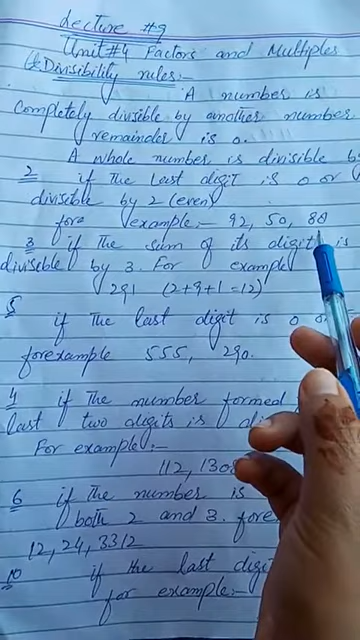 Lecture #9
Unit #4 Factors and Multiples
Divisibility rules:-
A number is
completely divisible by another number
remainder is 0.
A whole number is divisible by
2 if the last digit is 0 or
divisible by 2 (even)
fore example:- 92, 50, 88
3 if the sum of its digit is
divisible by 3. For example
291 (2+9+1=12)
5
if the last digit is 0 or
forexample 555, 290.
4 if the number formed
last two digits is
For example:-
112, 1308
6 if the number is
both 2 and 3. fore
12, 24, 3312
10 if the last digi
for example:-